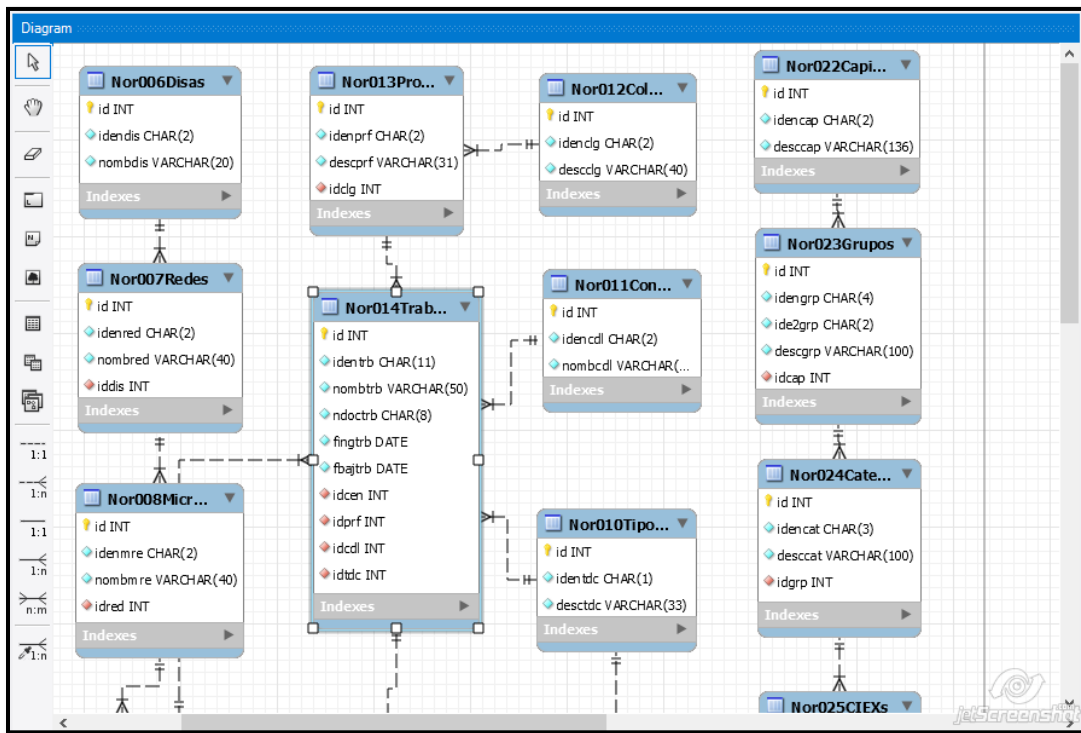 Diagram
1:1
1:n
1:1
1:n
n:m
1:n
Nor006Disas
id INT
idendis CHAR(2)
nombdis VARCHAR(20)
Indexes
Nor007Redes
id INT
idenred CHAR(2)
nombred VARCHAR(40)
iddis INT
Indexes
Nor008Micr...
id INT
idenmre CHAR(2)
nombmre VARCHAR(40)
idred INT
Indexes
Nor013Pro...
id INT
idenprf CHAR(2)
descprf VARCHAR(31)
idclg INT
Indexes
Nor014Trab...
id INT
identrb CHAR(11)
nombtrb VARCHAR(50)
ndoctrb CHAR(8)
fingtrb DATE
fbajtrb DATE
idcen INT
idprf INT
idcdl INT
idtdc INT
Indexes
Nor012Col...
id INT
idenclg CHAR(2)
descclg VARCHAR(40)
Indexes
Nor011Con...
id INT
idencdl CHAR(2)
nombcdl VARCHAR(...
Indexes
Nor010Tipo...
id INT
identdc CHAR(1)
desctdc VARCHAR(33)
Indexes
Nor022Capi...
id INT
idencap CHAR(2)
desccap VARCHAR(136)
Indexes
Nor023Grupos
id INT
idengrp CHAR(4)
ide2grp CHAR(2)
descgrp VARCHAR(100)
idcap INT
Indexes
Nor024Cate...
id INT
idencat CHAR(3)
desccat VARCHAR(100)
idgrp INT
Indexes
Nor025CIEXs
jetScreenshot